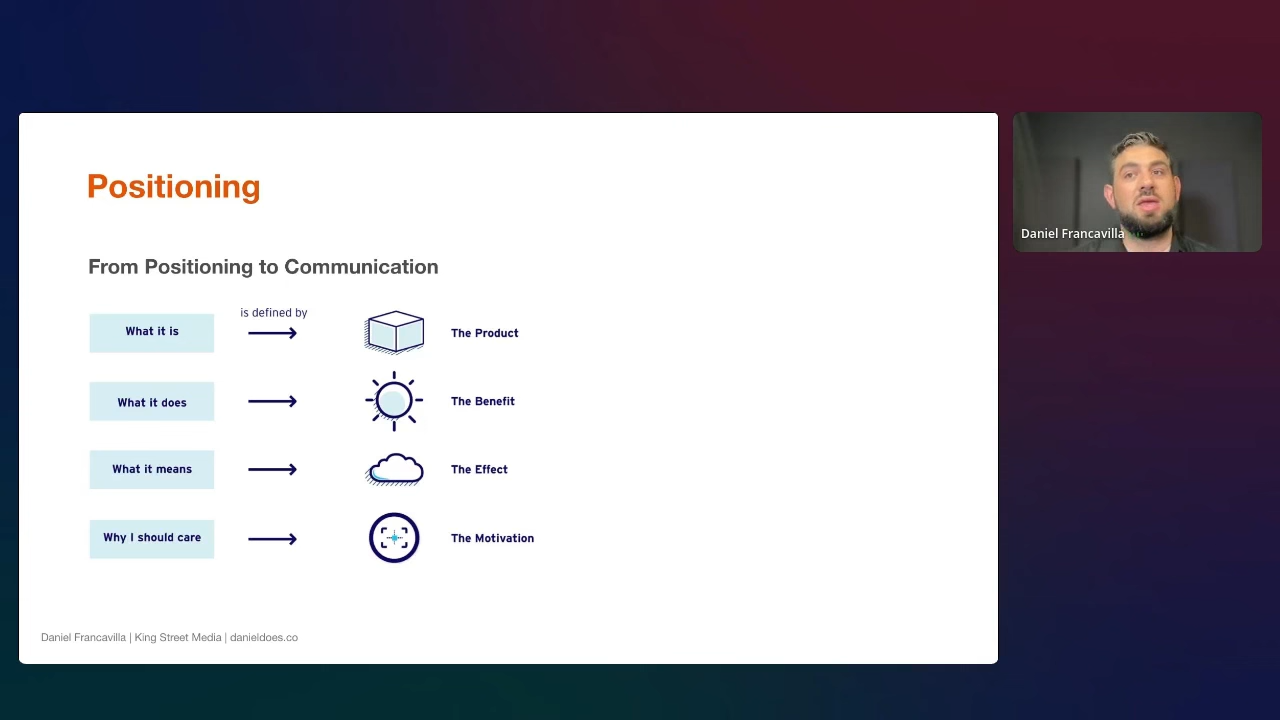 Positioning
From Positioning to Communication
What it is
is defined by
The Product
What it does
The Benefit
What it means
The Effect
Why I should care
The Motivation
Daniel Francavilla | King Street Media | danieldoes.co
Daniel Francavilla